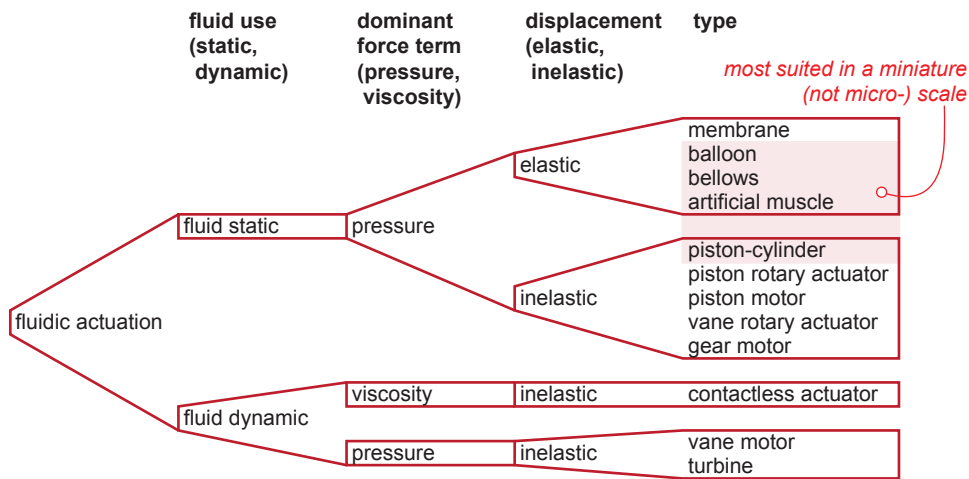 fluid use
(static,
dynamic)
dominant
force term
(pressure,
viscosity)
displacement
(elastic,
inelastic)
type
most suited in a miniature
(not micro-) scale
fluidic actuation
fluid static
pressure
elastic
membrane
balloon
bellows
artificial muscle
inelastic
piston-cylinder
piston rotary actuator
piston motor
vane rotary actuator
gear motor
fluid dynamic
viscosity
inelastic
contactless actuator
pressure
inelastic
vane motor
turbine